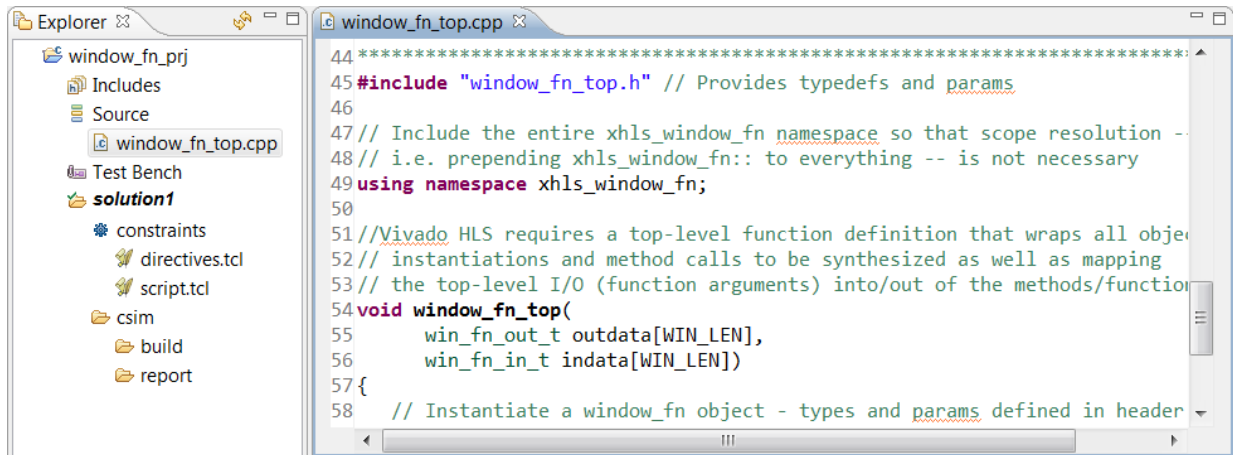 Explorer
window_fn_prj
Includes
Source
window_fn_top.cpp
Test Bench
solution1
constraints
directives.tcl
script.tcl
csim
build
report
window_fn_top.cpp
44 **************************************************************************
45 #include "window_fn_top.h" // Provides typedefs and params
46
47 // Include the entire xhls_window_fn namespace so that scope resolution --
48 // i.e. prepending xhls_window_fn:: to everything -- is not necessary
49 using namespace xhls_window_fn;
50
51 //Vivado HLS requires a top-level function definition that wraps all obje
52 // instantiations and method calls to be synthesized as well as mapping
53 // the top-level I/O (function arguments) into/out of the methods/function
54 void window_fn_top(
55 win_fn_out_t outdata[WIN_LEN],
56 win_fn_in_t indata[WIN_LEN])
57 {
58 // Instantiate a window_fn object - types and params defined in header